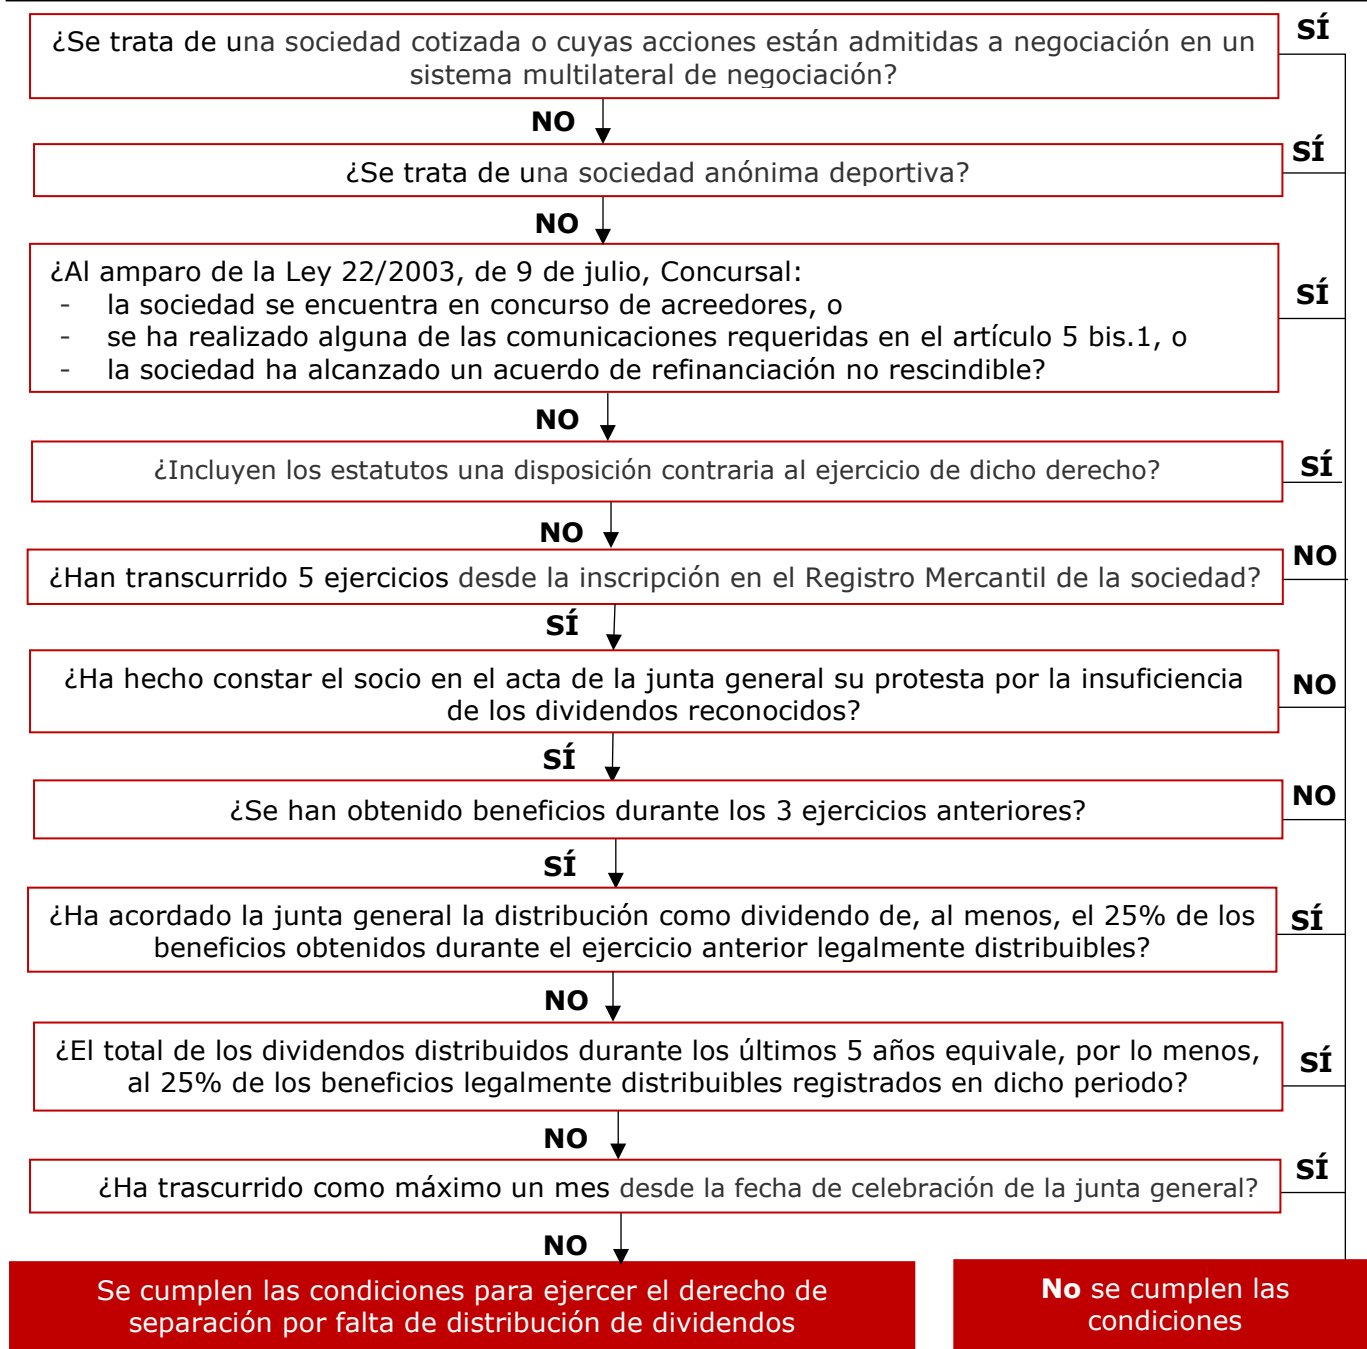 ¿Se trata de una sociedad cotizada o cuyas acciones están admitidas a negociación en un
sistema multilateral de negociación?
SÍ
NO
¿Se trata de una sociedad anónima deportiva?
SÍ
NO
¿Al amparo de la Ley 22/2003, de 9 de julio, Concursal:
- la sociedad se encuentra en concurso de acreedores, o
- se ha realizado alguna de las comunicaciones requeridas en el artículo 5 bis.1, o
- la sociedad ha alcanzado un acuerdo de refinanciación no rescindible?
SÍ
NO
¿Incluyen los estatutos una disposición contraria al ejercicio de dicho derecho?
SÍ
NO
¿Han transcurrido 5 ejercicios desde la inscripción en el Registro Mercantil de la sociedad?
NO
SÍ
¿Ha hecho constar el socio en el acta de la junta general su protesta por la insuficiencia
de los dividendos reconocidos?
NO
SÍ
¿Se han obtenido beneficios durante los 3 ejercicios anteriores?
NO
SÍ
¿Ha acordado la junta general la distribución como dividendo de, al menos, el 25% de los
beneficios obtenidos durante el ejercicio anterior legalmente distribuibles?
SÍ
NO
¿El total de los dividendos distribuidos durante los últimos 5 años equivale, por lo menos,
al 25% de los beneficios legalmente distribuibles registrados en dicho periodo?
SÍ
NO
¿Ha trascurrido como máximo un mes desde la fecha de celebración de la junta general?
SÍ
NO
Se cumplen las condiciones para ejercer el derecho de
separación por falta de distribución de dividendos
No se cumplen las
condiciones